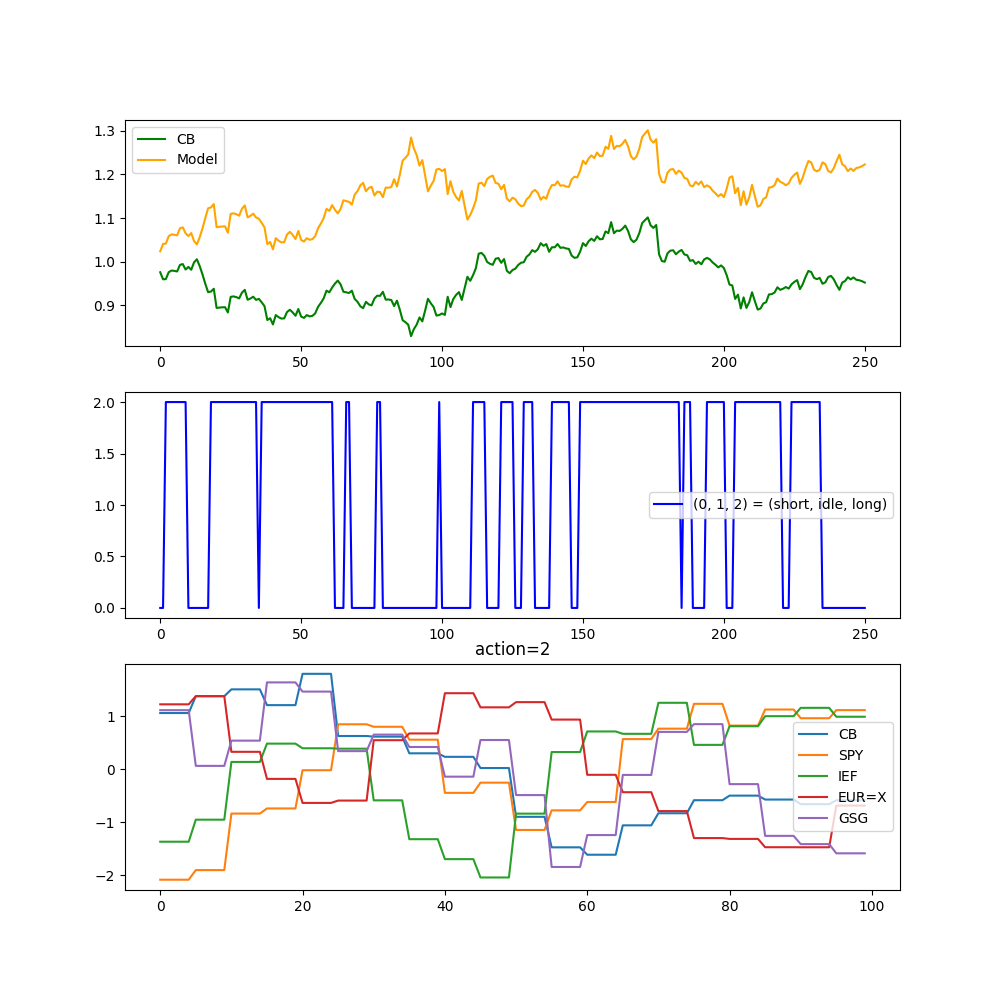 1.3
1.2
1.1
1.0
0.9
CB
Model
0 50 100 150 200 250
2.0
1.5
1.0
0.5
0.0
(0, 1, 2) = (short, idle, long)
0 50 100 150 200 250
action=2
1
0
−1
−2
CB
SPY
IEF
EUR=X
GSG
0 20 40 60 80 100